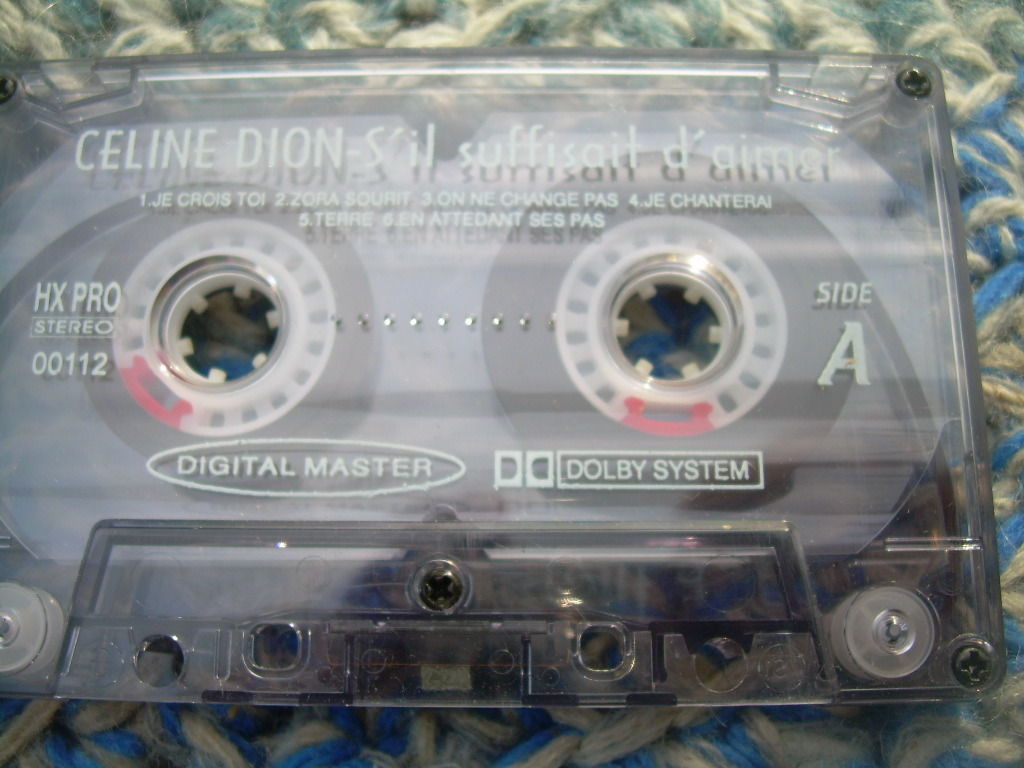 CELINE DION-S'il suffisait d'aimer
1.JE CROIS TOI 2.ZORA SOURIT 3.ON NE CHANGE PAS 4.JE CHANTERAI
5.TERRE 6.EN ATTEDANT SES PAS
HX PRO
STEREO
00112
SIDE
A
DIGITAL MASTER
DOLBY SYSTEM